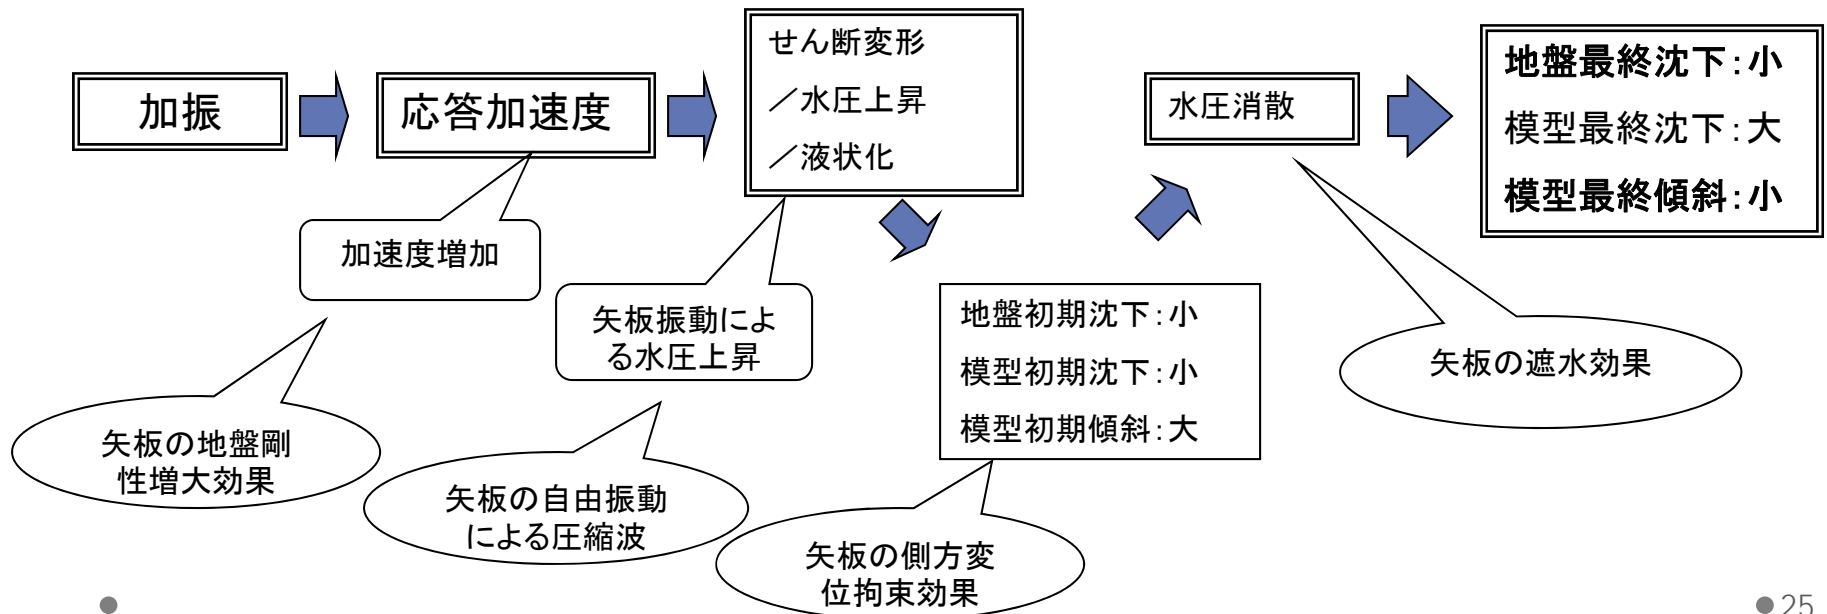 加振
応答加速度
せん断変形
／水圧上昇
／液状化
水圧消散
地盤最終沈下：小
模型最終沈下：大
模型最終傾斜：小
加速度増加
矢板振動によ
る水圧上昇
地盤初期沈下：小
模型初期沈下：小
模型初期傾斜：大
矢板の遮水効果
矢板の地盤剛
性増大効果
矢板の自由振動
による圧縮波
矢板の側方変
位拘束効果
25